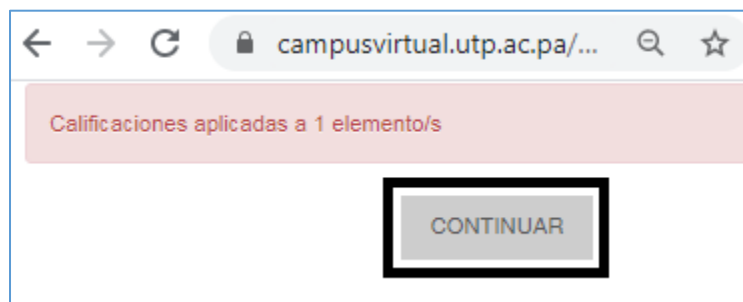 campusvirtual.utp.ac.pa/...
Calificaciones aplicadas a 1 elemento/s
CONTINUAR